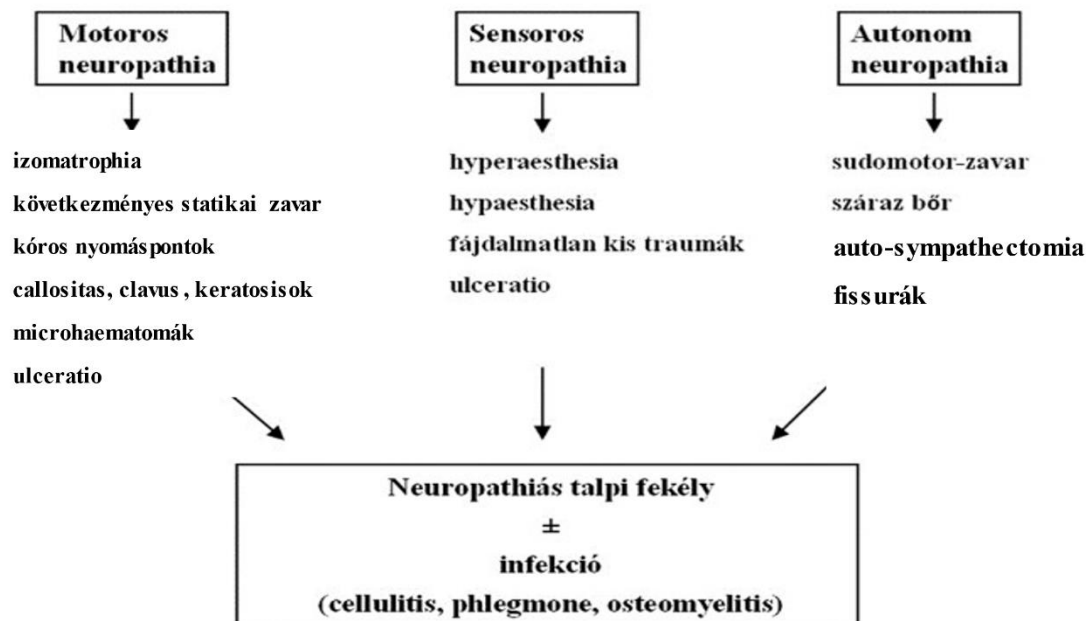 Motoros
neuropathia
izomatrophia
következményes statikai zavar
kóros nyomáspontok
callositas, clavus , keratosisok
microhaematomák
ulceratio
Sensoros
neuropathia
hyperaesthesia
hypaesthesia
fájdalmatlan kis traumák
ulceratio
Autonom
neuropathia
sudomotor-zavar
száraz bőr
auto-sympathectomia
fissurák
Neuropathiás talpi fekély
±
infekció
(cellulitis, phlegmone, osteomyelitis)